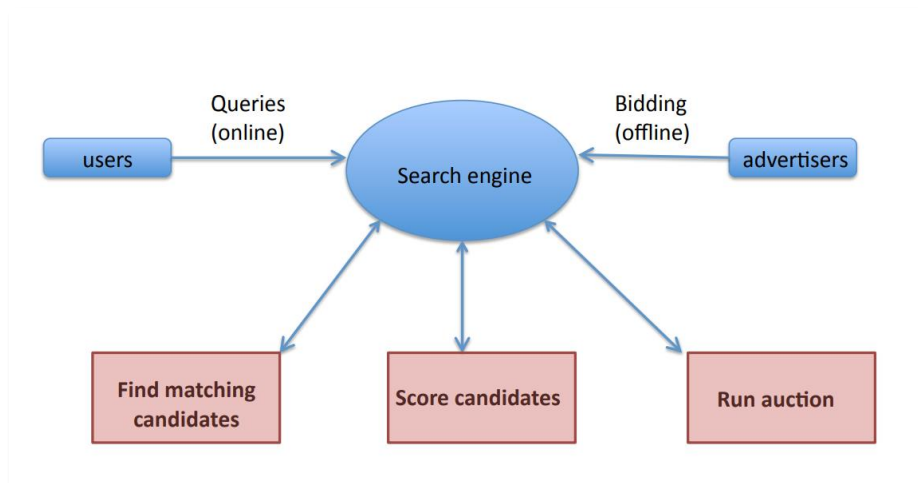 Queries
(online)
Bidding
(offline)
users
Search engine
advertisers
Find matching
candidates
Score candidates
Run auction